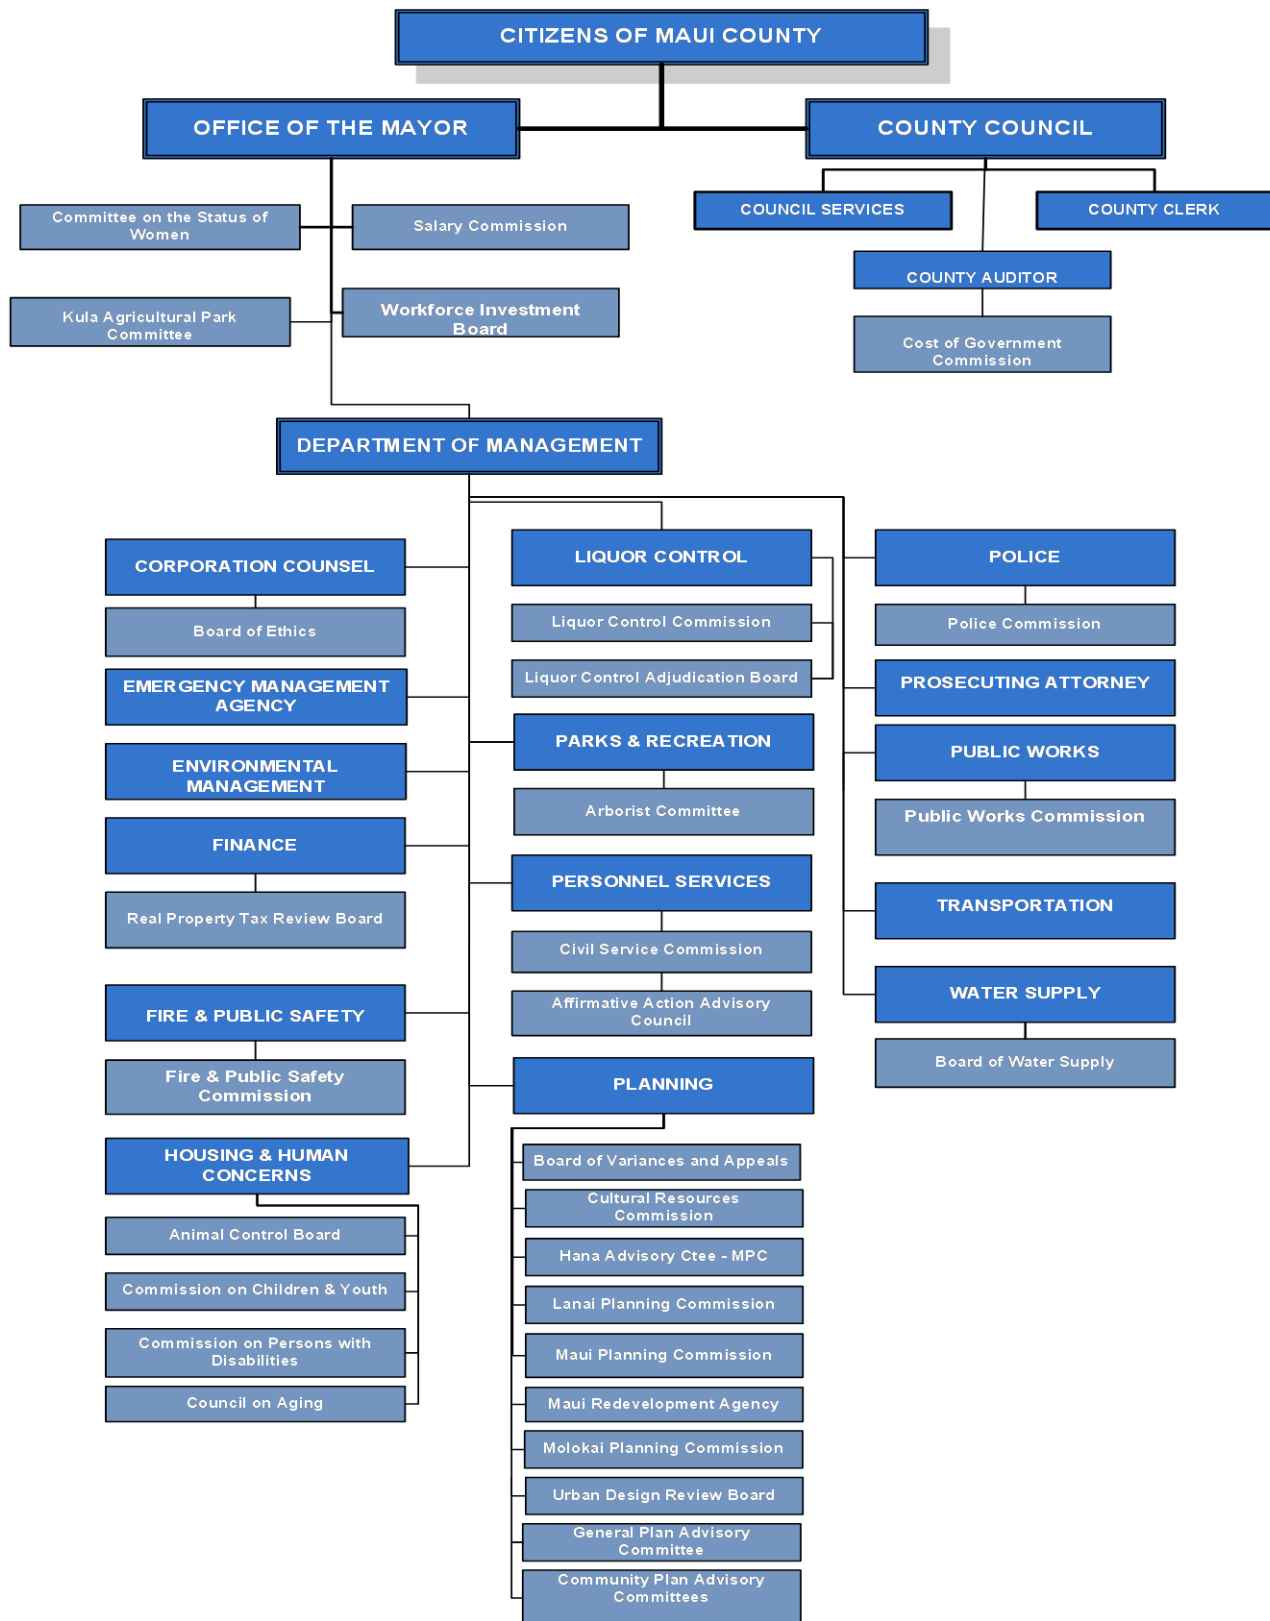 CITIZENS OF MAUI COUNTY
OFFICE OF THE MAYOR
COUNTY COUNCIL
Committee on the Status of
Women
Salary Commission
Kula Agricultural Park
Committee
Workforce Investment
Board
COUNCIL SERVICES
COUNTY CLERK
COUNTY AUDITOR
Cost of Government
Commission
DEPARTMENT OF MANAGEMENT
CORPORATION COUNSEL
Board of Ethics
EMERGENCY MANAGEMENT
AGENCY
ENVIRONMENTAL
MANAGEMENT
FINANCE
Real Property Tax Review Board
FIRE & PUBLIC SAFETY
Fire & Public Safety
Commission
HOUSING & HUMAN
CONCERNS
Animal Control Board
Commission on Children & Youth
Commission on Persons with
Disabilities
Council on Aging
LIQUOR CONTROL
Liquor Control Commission
Liquor Control Adjudication Board
PARKS & RECREATION
Arborist Committee
PERSONNEL SERVICES
Civil Service Commission
Affirmative Action Advisory
Council
PLANNING
Board of Variances and Appeals
Cultural Resources
Commission
Hana Advisory Ctee - MPC
Lanai Planning Commission
Maui Planning Commission
Maui Redevelopment Agency
Molokai Planning Commission
Urban Design Review Board
General Plan Advisory
Committee
Community Plan Advisory
Committees
POLICE
Police Commission
PROSECUTING ATTORNEY
PUBLIC WORKS
Public Works Commission
TRANSPORTATION
WATER SUPPLY
Board of Water Supply